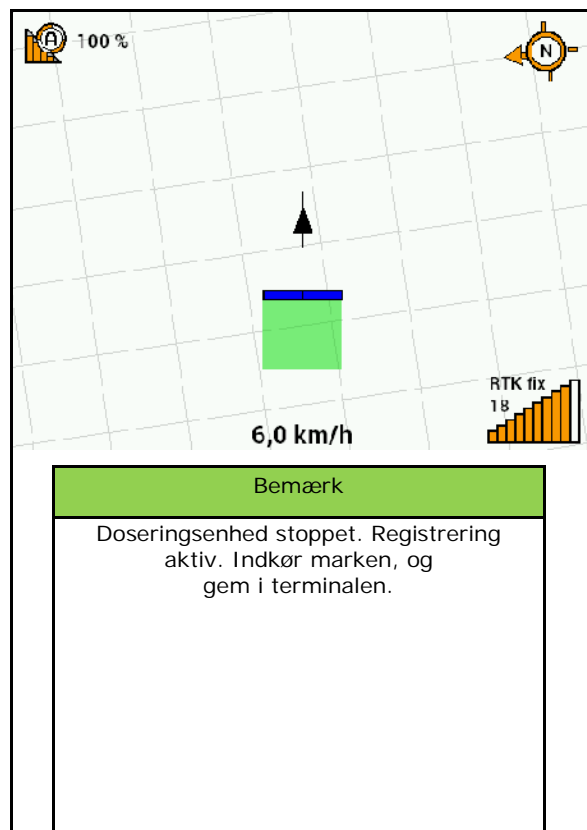 A 100 %
N
RTK fix
18
6,0 km/h
Bemærk
Doseringsenhed stoppet. Registrering
aktiv. Indkør marken, og
gem i terminalen.